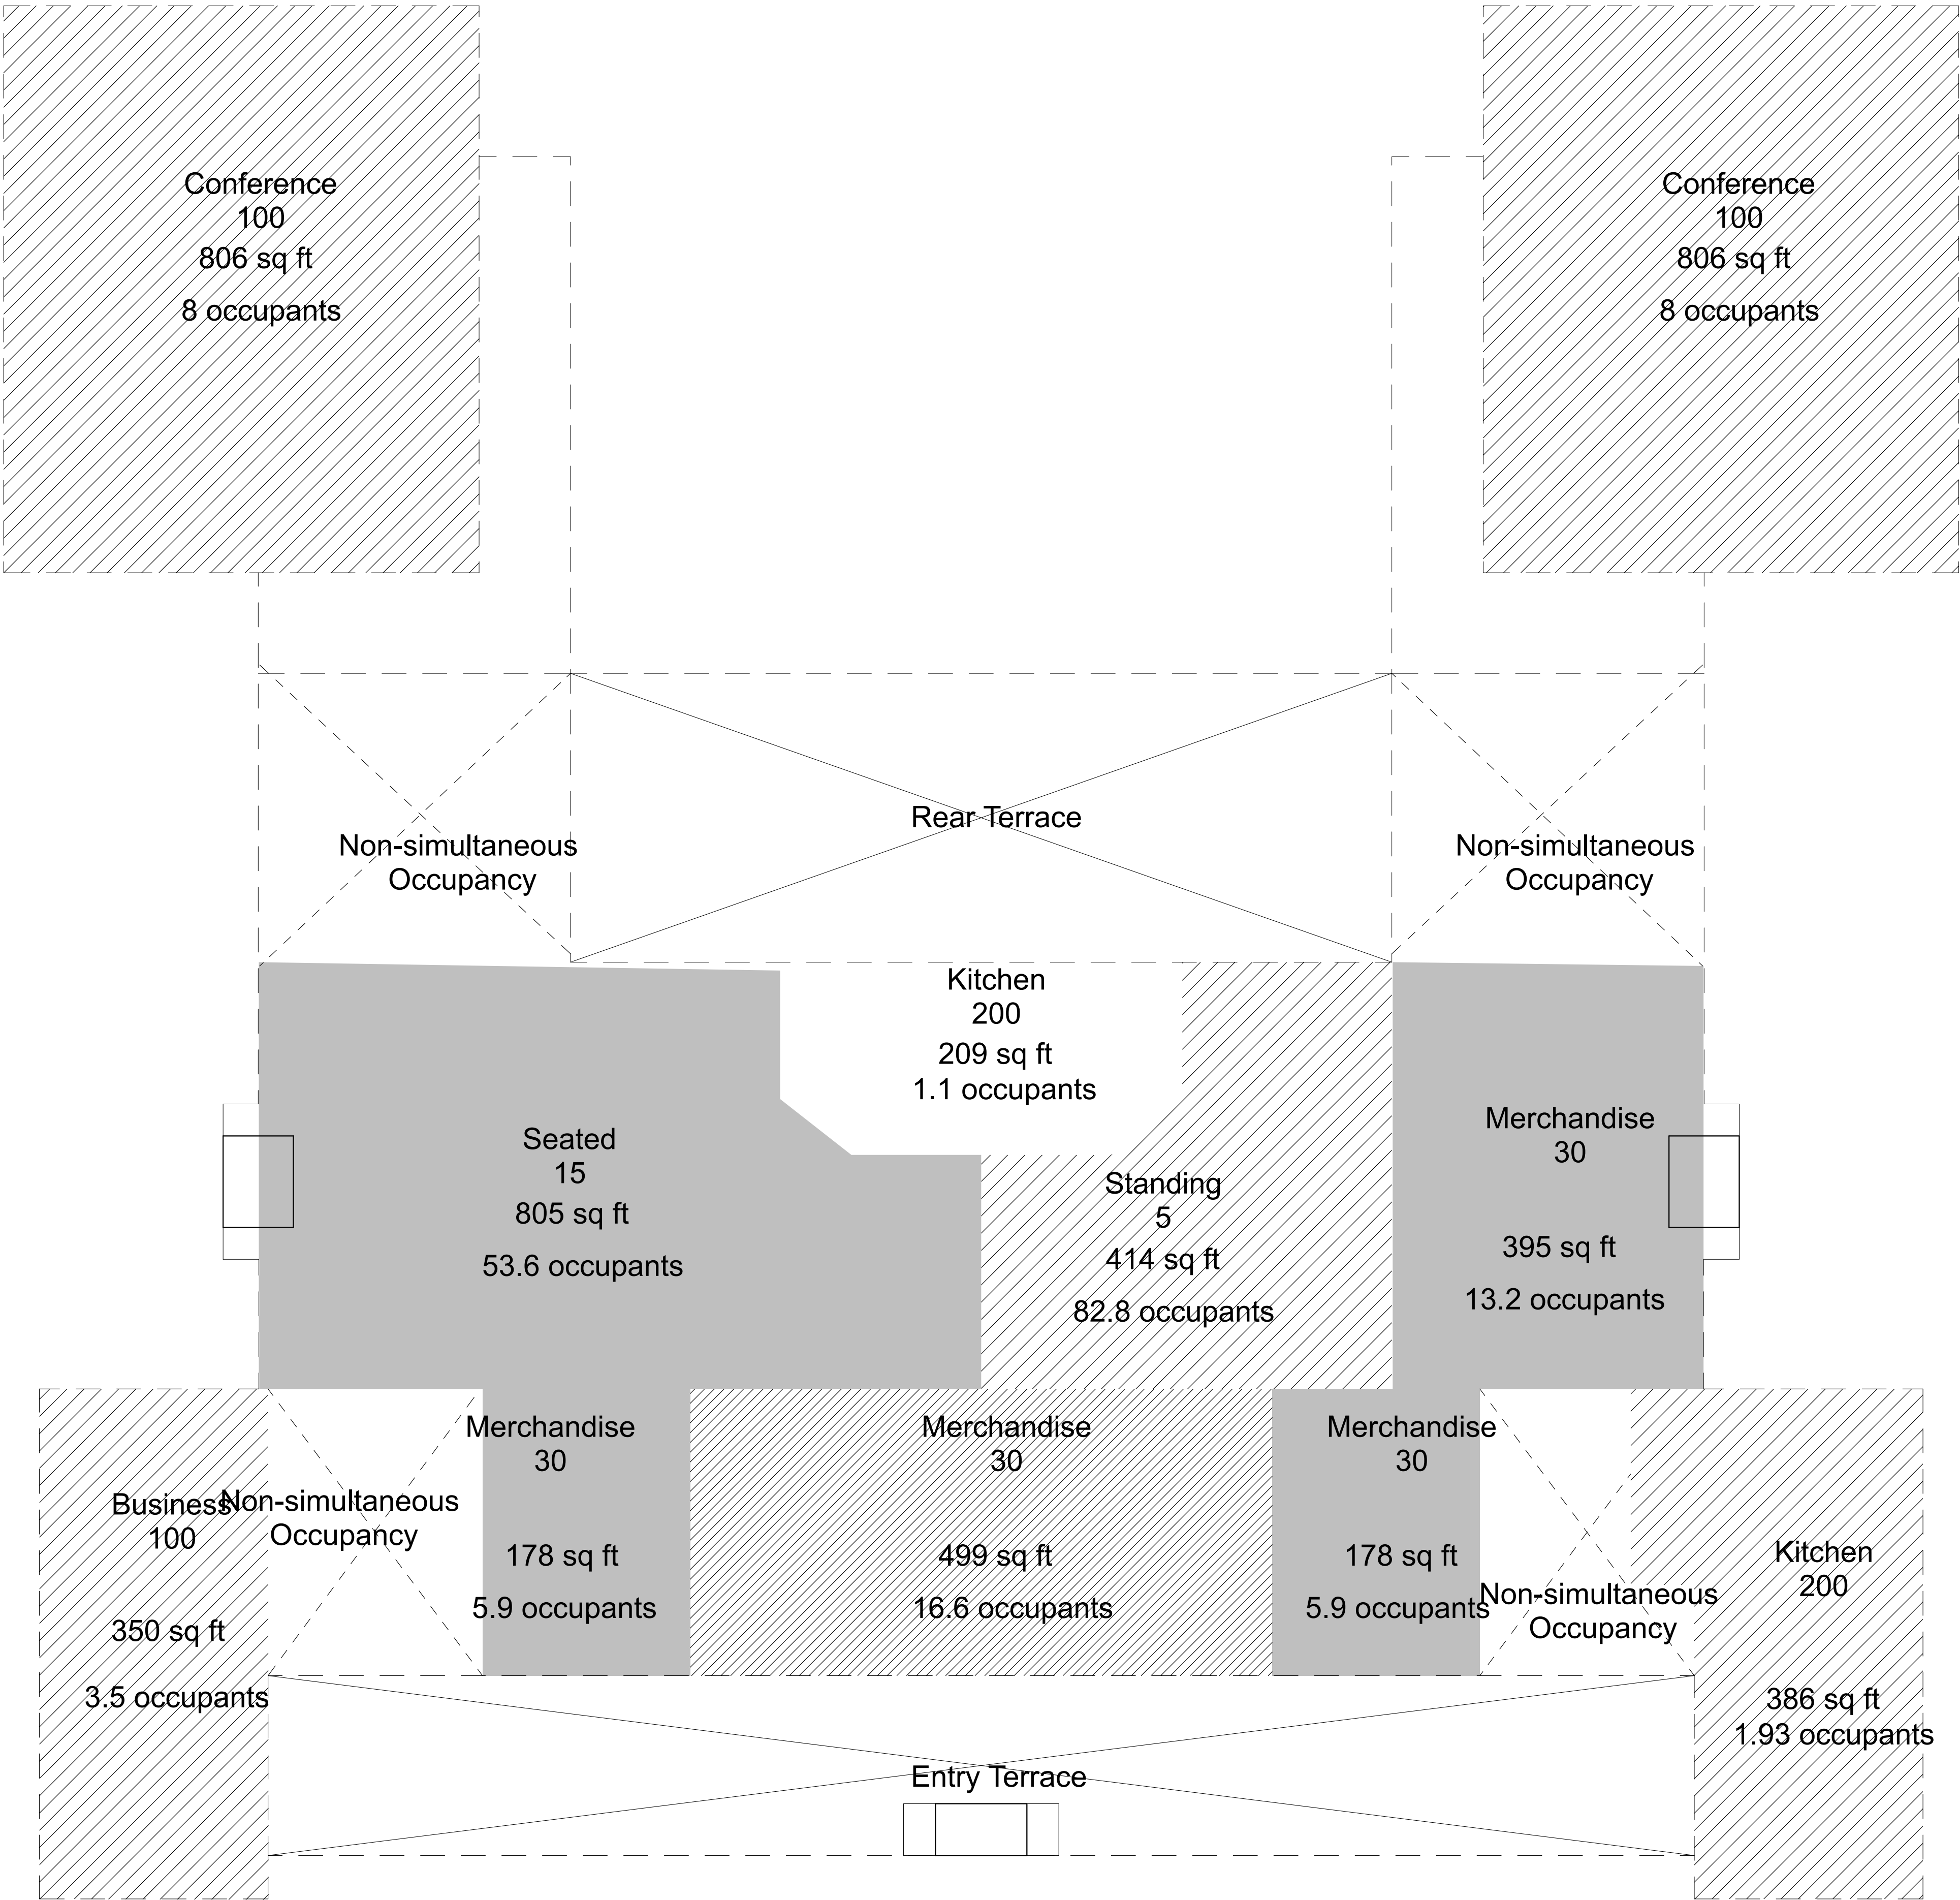 Conference
100
806 sq ft
8 occupants
Conference
100
806 sq ft
8 occupants
Rear Terrace
Non-simultaneous
Occupancy
Non-simultaneous
Occupancy
Kitchen
200
209 sq ft
1.1 occupants
Seated
15
805 sq ft
53.6 occupants
Standing
5
414 sq ft
82.8 occupants
Merchandise
30
395 sq ft
13.2 occupants
Business
100
350 sq ft
3.5 occupants
Non-simultaneous
Occupancy
Merchandise
30
178 sq ft
5.9 occupants
Merchandise
30
499 sq ft
16.6 occupants
Merchandise
30
178 sq ft
5.9 occupants
Non-simultaneous
Occupancy
Kitchen
200
386 sq ft
1.93 occupants
Entry Terrace